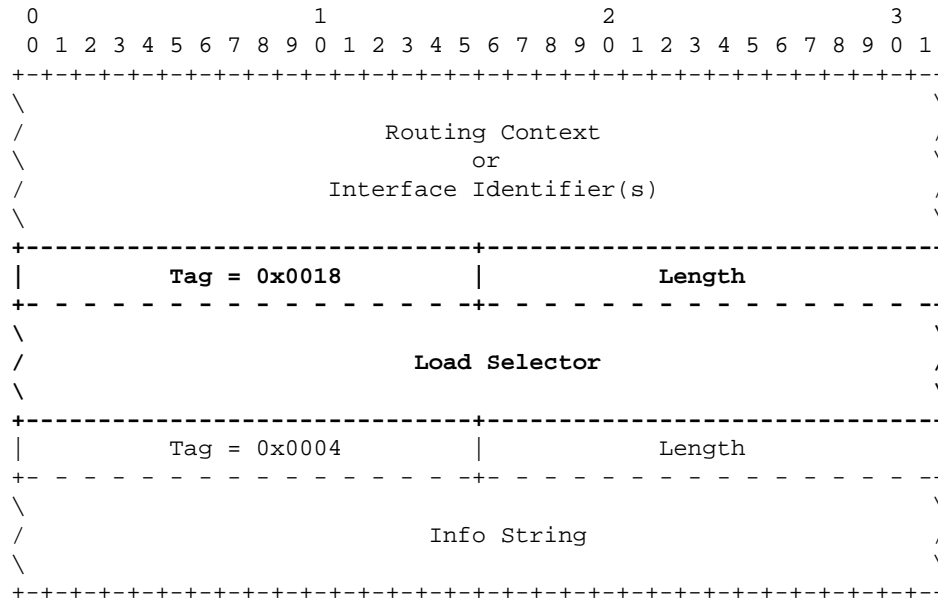 0                   1                   2                   3
0 1 2 3 4 5 6 7 8 9 0 1 2 3 4 5 6 7 8 9 0 1 2 3 4 5 6 7 8 9 0 1
Routing Context
or
Interface Identifier(s)
Tag = 0x0018 | Length
Load Selector
Tag = 0x0004 | Length
Info String